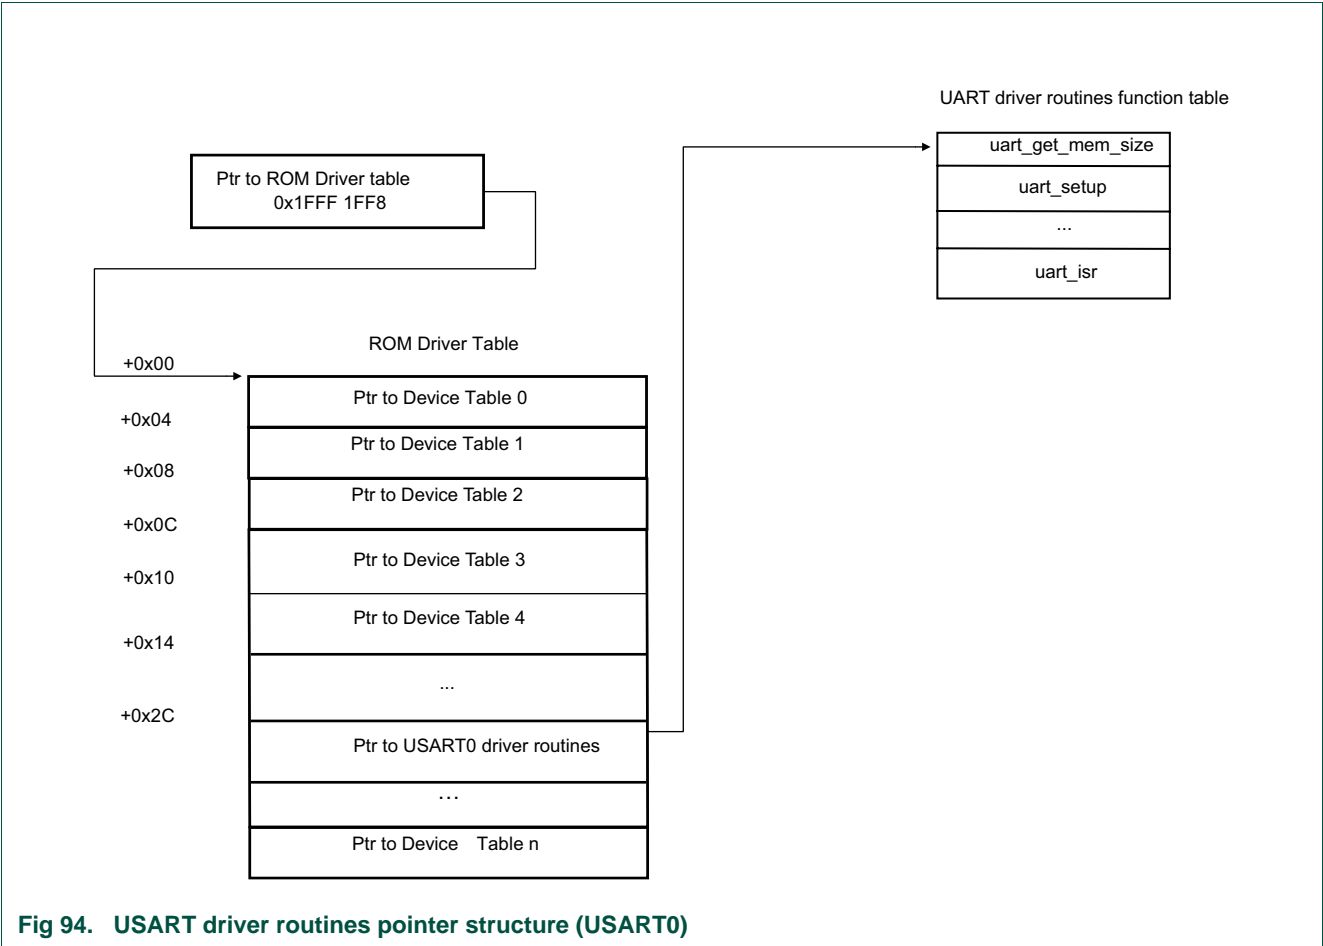 UART driver routines function table
uart_get_mem_size
uart_setup
...
uart_isr
Ptr to ROM Driver table
0x1FFF 1FF8
ROM Driver Table
+0x00
Ptr to Device Table 0
+0x04
Ptr to Device Table 1
+0x08
Ptr to Device Table 2
+0x0C
Ptr to Device Table 3
+0x10
Ptr to Device Table 4
+0x14
...
+0x2C
Ptr to USART0 driver routines
...
Ptr to Device Table n
Fig 94. USART driver routines pointer structure (USART0)